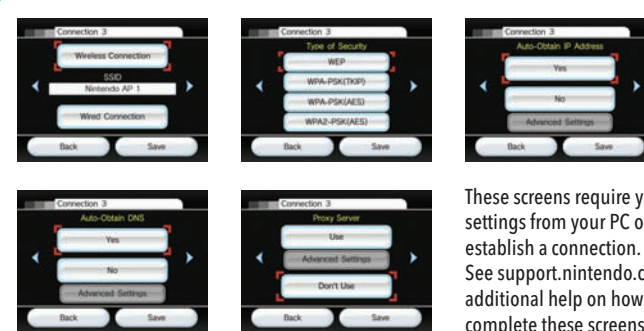 Connection 3
Wireless Connection
SSID
Nintendo AP 1
Wired Connection
Back Save
Connection 3
Type of Security
WEP
WPA-PSK(TKIP)
WPA-PSK(AES)
WPA2-PSK(AES)
Back Save
Connection 3
Auto-Obtain IP Address
Yes
No
Advanced Settings
Back Save
Connection 3
Auto-Obtain DNS
Yes
No
Advanced Settings
Back Save
Connection 3
Proxy Server
Use
Advanced Settings
Don't Use
Back Save
These screens require y
settings from your PC o
establish a connection.
See support.nintendo.c
additional help on how
complete these screens